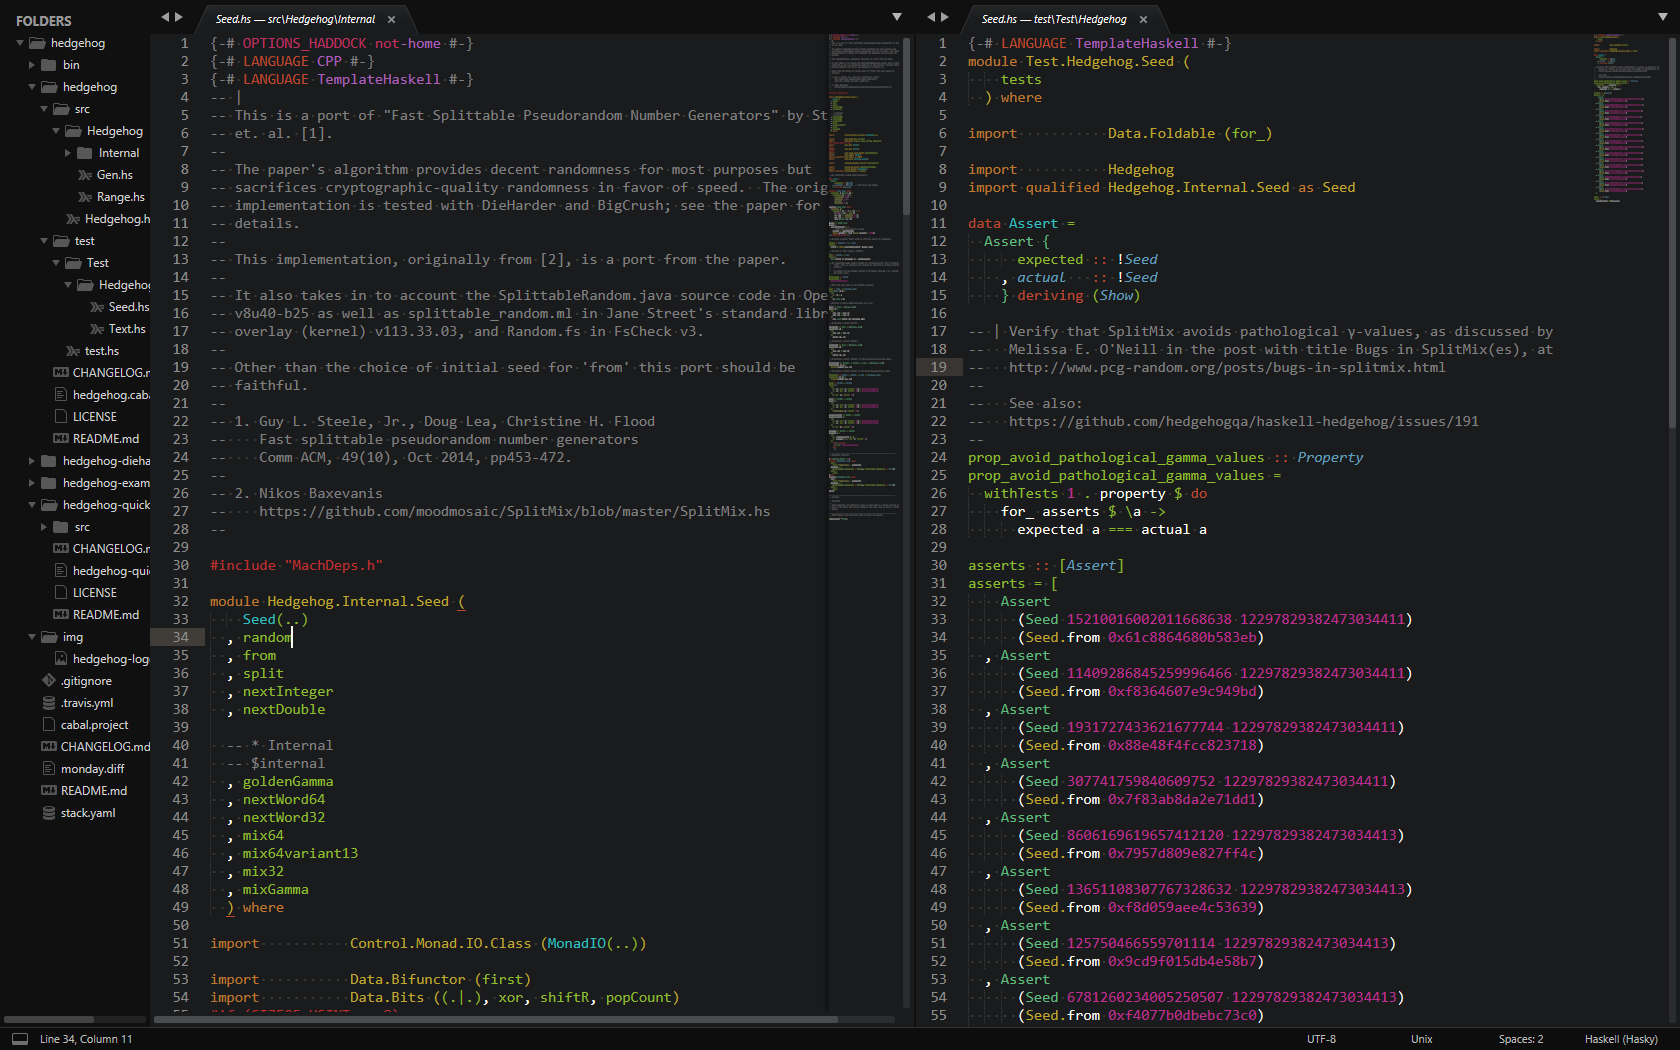 FOLDERS
hedgehog
bin
hedgehog
src
Hedgehog
Internal
Gen.hs
Range.hs
Hedgehog.h
test
Test
Hedgehog
Seed.hs
Text.hs
test.hs
CHANGELOG.r
hedgehog.caba
LICENSE
README.md
hedgehog-dieha
hedgehog-exam
hedgehog-quick
src
CHANGELOG.r
hedgehog-qui
LICENSE
README.md
img
hedgehog-log
.gitignore
.travis.yml
cabal.project
CHANGELOG.md
monday.diff
README.md
stack.yaml
Seed.hs — src\Hedgehog\Internal ×
1 {-# OPTIONS_HADDOCK not-home #-}
2 {-# LANGUAGE CPP #-}
3 {-# LANGUAGE TemplateHaskell #-}
4 -- |
5 -- This is a port of "Fast Splittable Pseudorandom Number Generators" by St
6 -- et. al. [1].
7 --
8 -- The paper's algorithm provides decent randomness for most purposes but
9 -- sacrifices cryptographic-quality randomness in favor of speed.  The orig
10 -- implementation is tested with DieHarder and BigCrush; see the paper for
11 -- details.
12 --
13 -- This implementation, originally from [2], is a port from the paper.
14 --
15 -- It also takes in to account the SplittableRandom.java source code in Ope
16 -- v8u40-b25 as well as splittable_random.ml in Jane Street's standard libr
17 -- overlay (kernel) v113.33.03, and Random.fs in FsCheck v3.
18 --
19 -- Other than the choice of initial seed for 'from' this port should be
20 -- faithful.
21 --
22 -- 1. Guy L. Steele, Jr., Doug Lea, Christine H. Flood
23 --    Fast splittable pseudorandom number generators
24 --    Comm ACM, 49(10), Oct 2014, pp453-472.
25 --
26 -- 2. Nikos Baxevanis
27 --    https://github.com/moodmosaic/SplitMix/blob/master/SplitMix.hs
28 --
29
30 #include "MachDeps.h"
31
32 module Hedgehog.Internal.Seed (
33     Seed(..)
34   , random
35   , from
36   , split
37   , nextInteger
38   , nextDouble
39
40   -- * Internal
41   -- $internal
42   , goldenGamma
43   , nextWord64
44   , nextWord32
45   , mix64
46   , mix64variant13
47   , mix32
48   , mixGamma
49   ) where
50
51 import           Control.Monad.IO.Class (MonadIO(..))
52
53 import           Data.Bifunctor (first)
54 import           Data.Bits ((.|.), xor, shiftR, popCount)
55
Seed.hs — test\Test\Hedgehog ×
1 {-# LANGUAGE TemplateHaskell #-}
2 module Test.Hedgehog.Seed (
3     tests
4   ) where
5
6 import           Data.Foldable (for_)
7
8 import           Hedgehog
9 import qualified Hedgehog.Internal.Seed as Seed
10
11 data Assert =
12   Assert {
13       expected :: !Seed
14     , actual   :: !Seed
15     } deriving (Show)
16
17 -- | Verify that SplitMix avoids pathological γ-values, as discussed by
18 --   Melissa E. O'Neill in the post with title Bugs in SplitMix(es), at
19 --   http://www.pcg-random.org/posts/bugs-in-splitmix.html
20 --
21 --   See also:
22 --   https://github.com/hedgehogqa/haskell-hedgehog/issues/191
23 --
24 prop_avoid_pathological_gamma_values :: Property
25 prop_avoid_pathological_gamma_values =
26   withTests 1 . property $ do
27     for_ asserts $ \a ->
28       expected a === actual a
29
30 asserts :: [Assert]
31 asserts = [
32     Assert
33       (Seed 15210016002011668638 12297829382473034411)
34       (Seed.from 0x61c8864680b583eb)
35   , Assert
36       (Seed 11409286845259996466 12297829382473034411)
37       (Seed.from 0xf8364607e9c949bd)
38   , Assert
39       (Seed 1931727433621677744 12297829382473034411)
40       (Seed.from 0x88e48f4fcc823718)
41   , Assert
42       (Seed 307741759840609752 12297829382473034411)
43       (Seed.from 0x7f83ab8da2e71dd1)
44   , Assert
45       (Seed 8606169619657412120 12297829382473034413)
46       (Seed.from 0x7957d809e827ff4c)
47   , Assert
48       (Seed 13651108307767328632 12297829382473034413)
49       (Seed.from 0xf8d059aee4c53639)
50   , Assert
51       (Seed 125750466559701114 12297829382473034413)
52       (Seed.from 0x9cd9f015db4e58b7)
53   , Assert
54       (Seed 6781260234005250507 12297829382473034413)
55       (Seed.from 0xf4077b0dbebc73c0)
Line 34, Column 11
UTF-8
Unix
Spaces: 2
Haskell (Hasky)